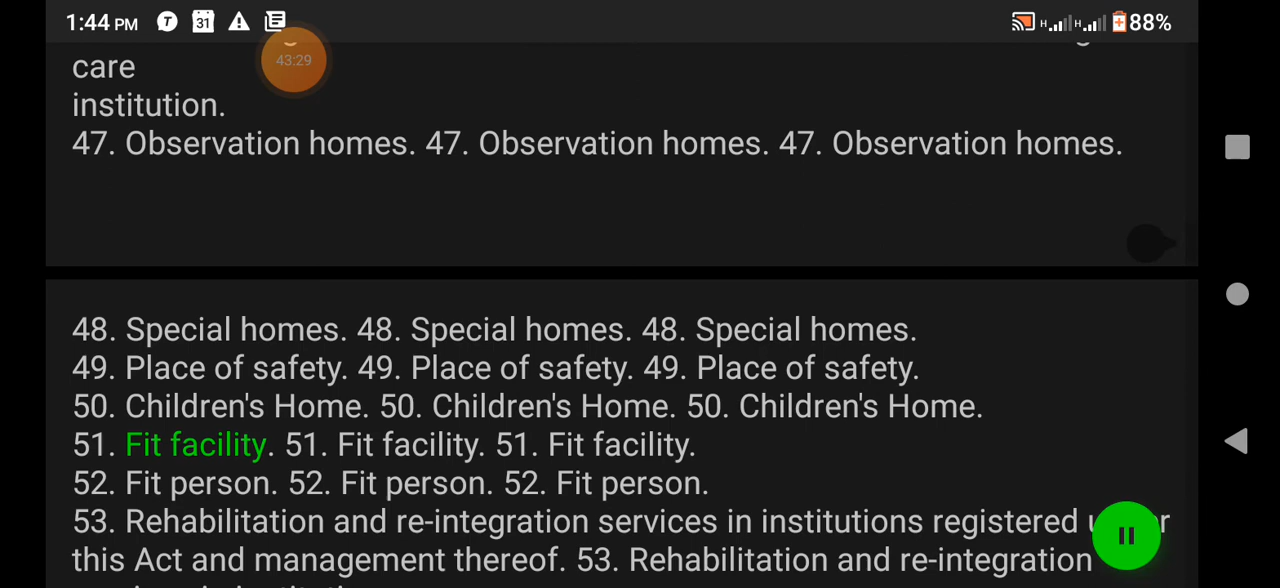 1:44 PM T 31 H H 88%
43:29
care
institution.
47. Observation homes. 47. Observation homes. 47. Observation homes.
48. Special homes. 48. Special homes. 48. Special homes.
49. Place of safety. 49. Place of safety. 49. Place of safety.
50. Children's Home. 50. Children's Home. 50. Children's Home.
51. Fit facility. 51. Fit facility. 51. Fit facility.
52. Fit person. 52. Fit person. 52. Fit person.
53. Rehabilitation and re-integration services in institutions registered
this Act and management thereof. 53. Rehabilitation and re-integration